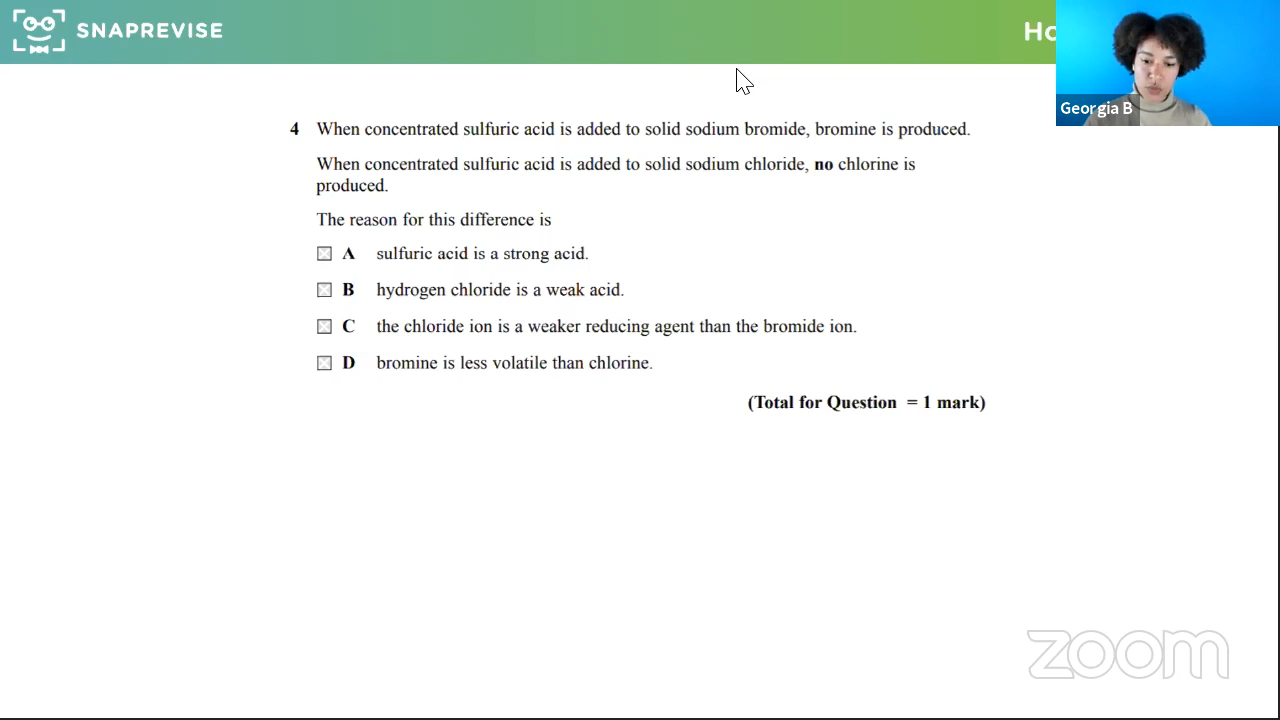 SNAPREVISE
Ho
Georgia B
4 When concentrated sulfuric acid is added to solid sodium bromide, bromine is produced.
When concentrated sulfuric acid is added to solid sodium chloride, no chlorine is
produced.
The reason for this difference is
A sulfuric acid is a strong acid.
B hydrogen chloride is a weak acid.
C the chloride ion is a weaker reducing agent than the bromide ion.
D bromine is less volatile than chlorine.
(Total for Question = 1 mark)
zoom